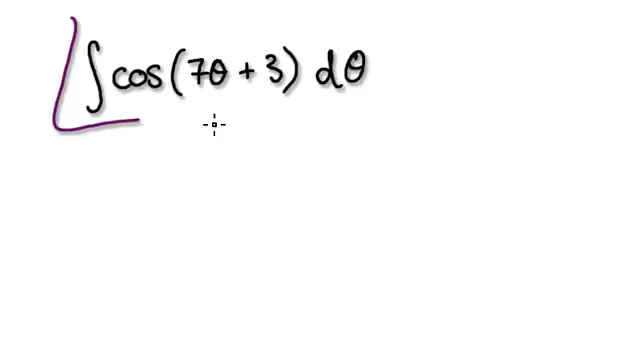 ∫ cos(7θ + 3) dθ